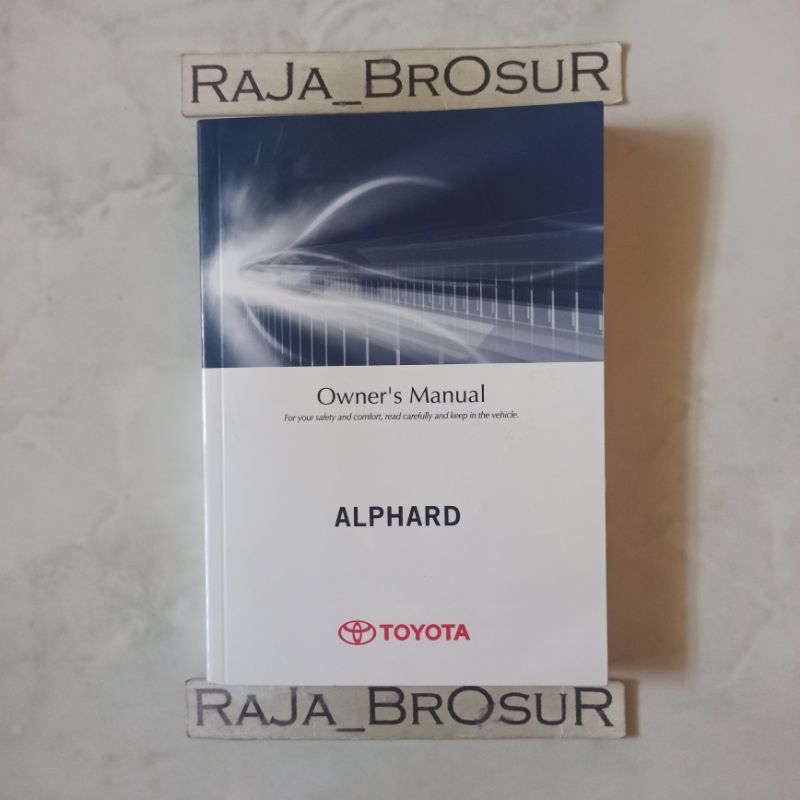 RAJA_BROSUR
Owner's Manual
For your safety and comfort, read carefully and keep in the vehicle.
ALPHARD
TOYOTA
RAJA_BROSUR